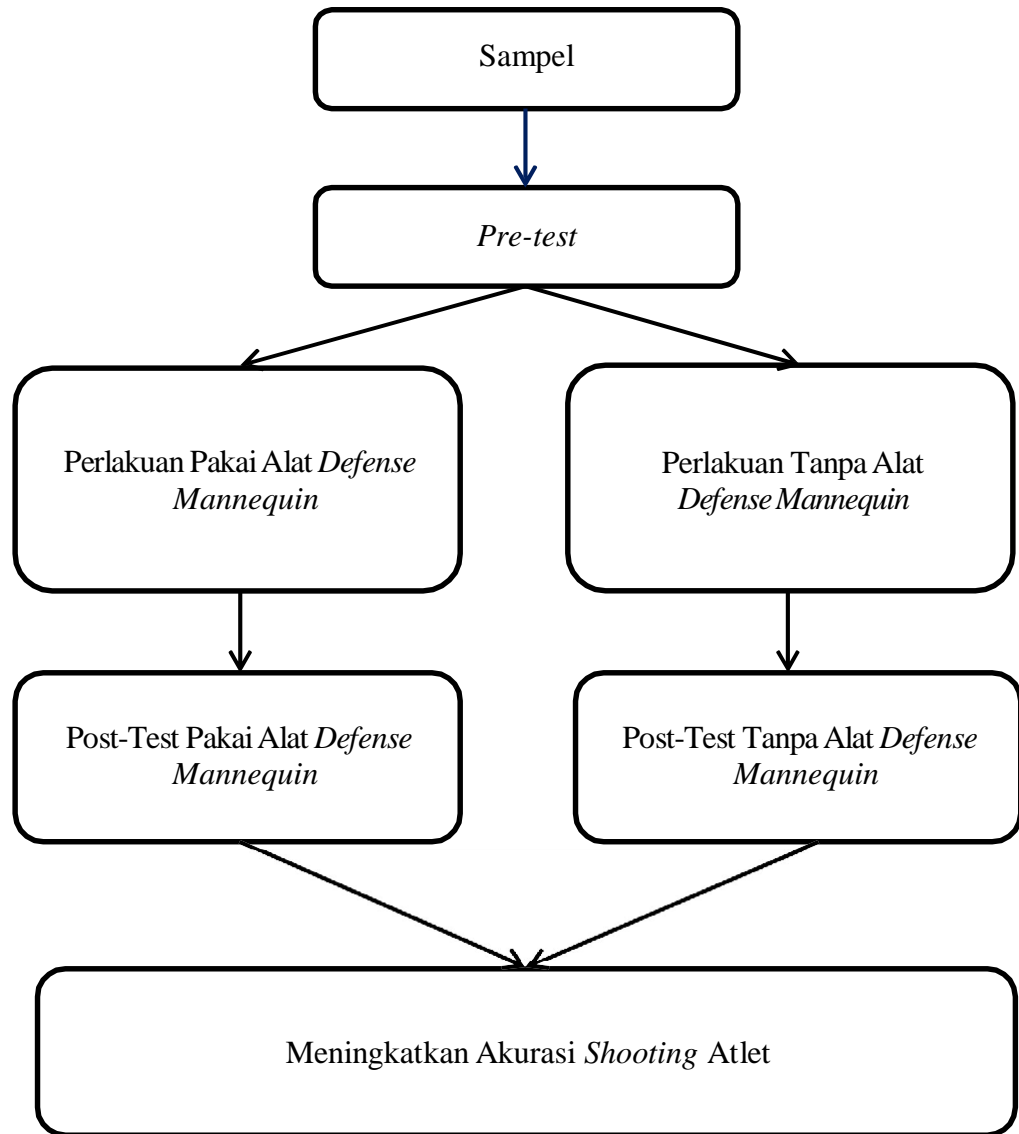 Sampel
Pre-test
Perlakuan Pakai Alat Defense
Mannequin
Perlakuan Tanpa Alat
Defense Mannequin
Post-Test Pakai Alat Defense
Mannequin
Post-Test Tanpa Alat Defense
Mannequin
Meningkatkan Akurasi Shooting Atlet